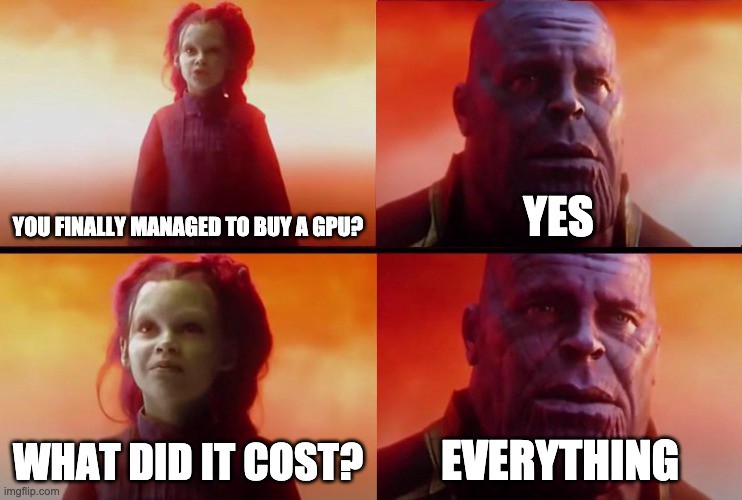 YOU FINALLY MANAGED TO BUY A GPU?
YES
WHAT DID IT COST?
EVERYTHING
imgflip.com